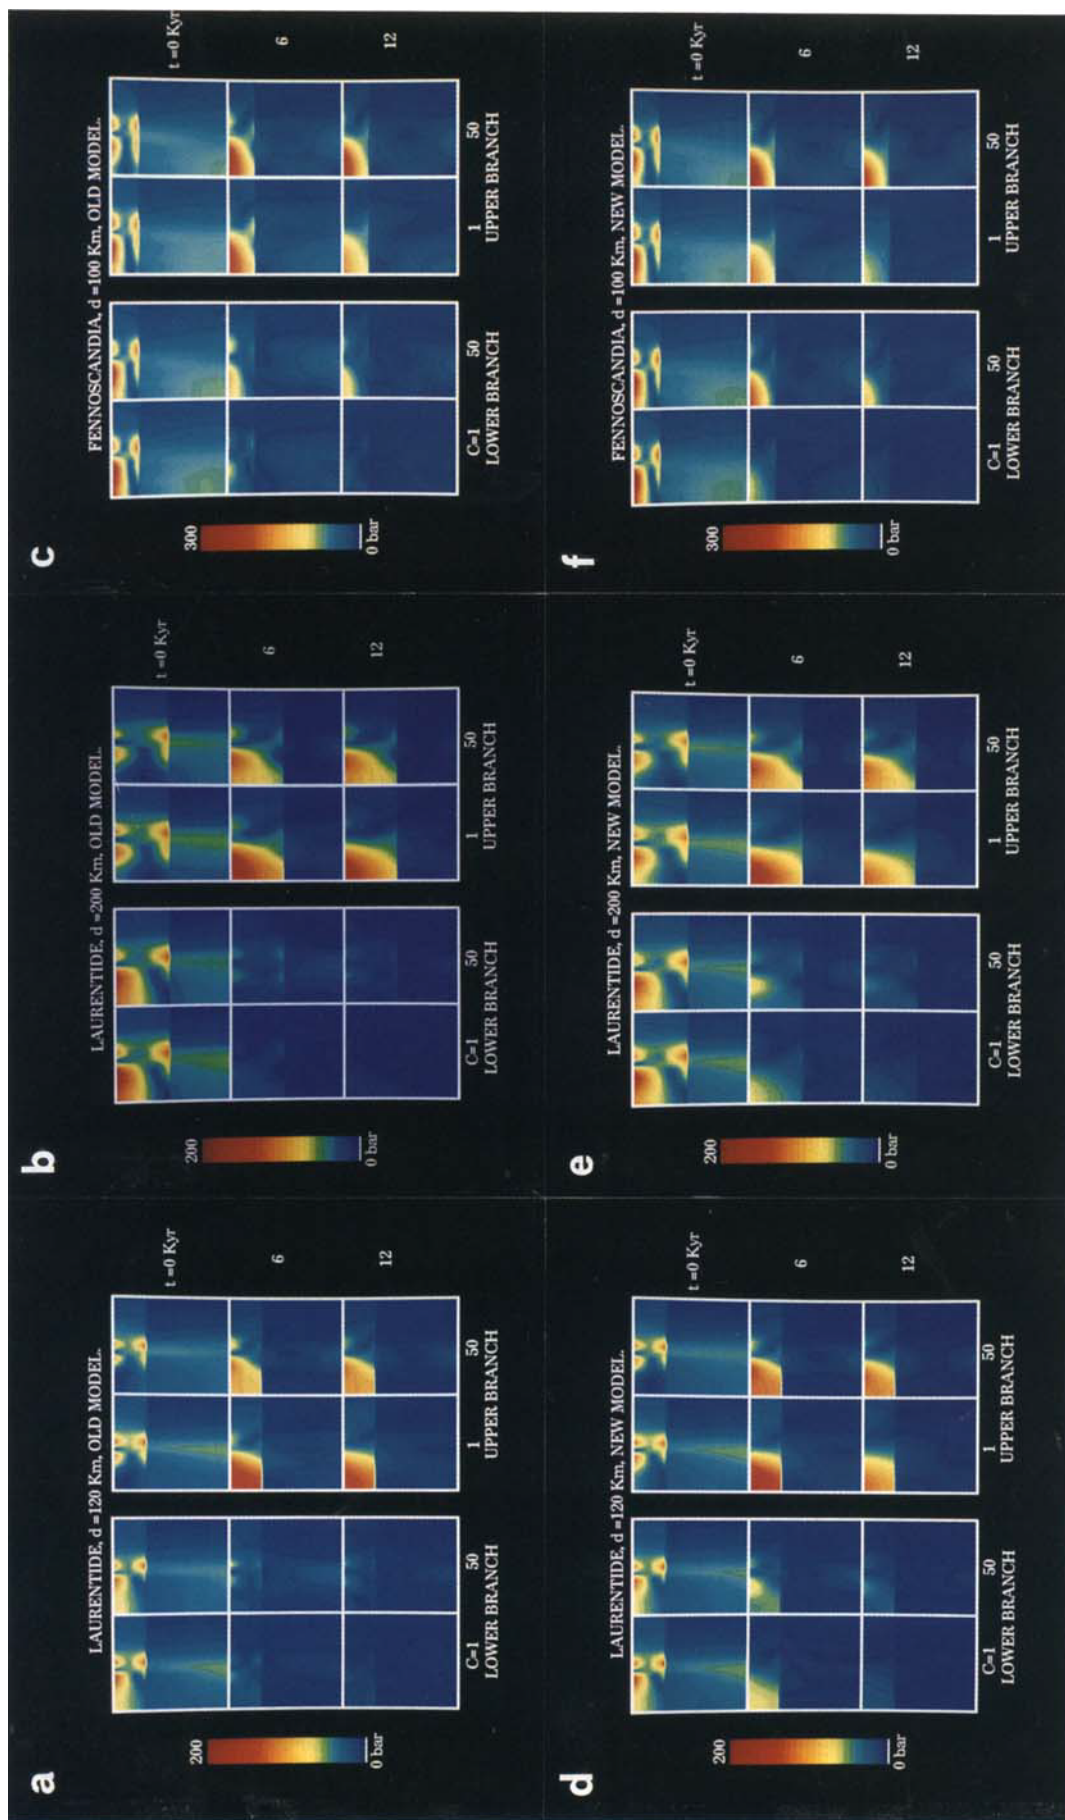 a
LAURENTIDE, d =120 Km, OLD MODEL.
200
0 bar
t =0 Kyr
6
12
C=1
50
1
50
LOWER BRANCH
UPPER BRANCH
b
LAURENTIDE, d =200 Km, OLD MODEL.
200
0 bar
t =0 Kyr
6
12
C=1
50
1
50
LOWER BRANCH
UPPER BRANCH
c
FENNOSCANDIA, d =100 Km, OLD MODEL.
300
0 bar
t =0 Kyr
6
12
C=1
50
1
50
LOWER BRANCH
UPPER BRANCH
d
LAURENTIDE, d =120 Km, NEW MODEL.
200
0 bar
t =0 Kyr
6
12
C=1
50
1
50
LOWER BRANCH
UPPER BRANCH
e
LAURENTIDE, d =200 Km, NEW MODEL.
200
0 bar
t =0 Kyr
6
12
C=1
50
1
50
LOWER BRANCH
UPPER BRANCH
f
FENNOSCANDIA, d =100 Km, NEW MODEL.
300
0 bar
t =0 Kyr
6
12
C=1
50
1
50
LOWER BRANCH
UPPER BRANCH